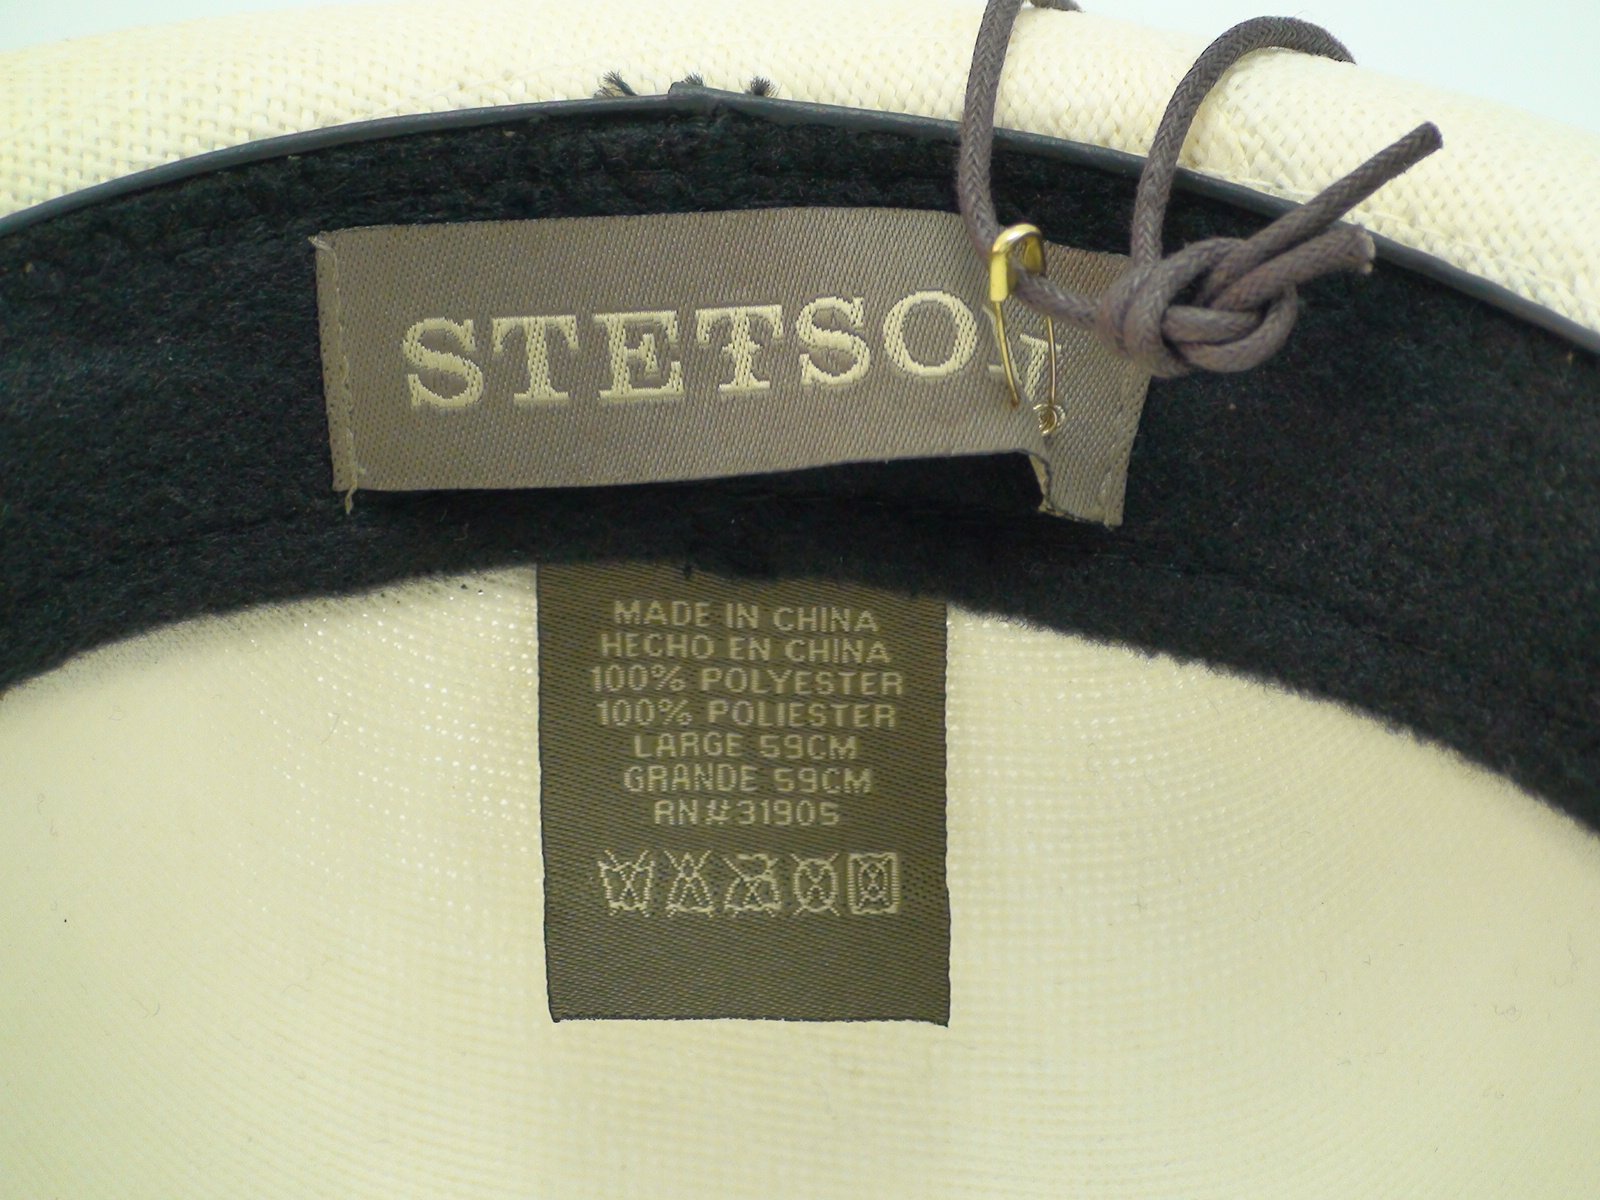 STETSON
MADE IN CHINA
HECHO EN CHINA
100% POLYESTER
100% POLIESTER
LARGE 59CM
GRANDE 59CM
RN#31905